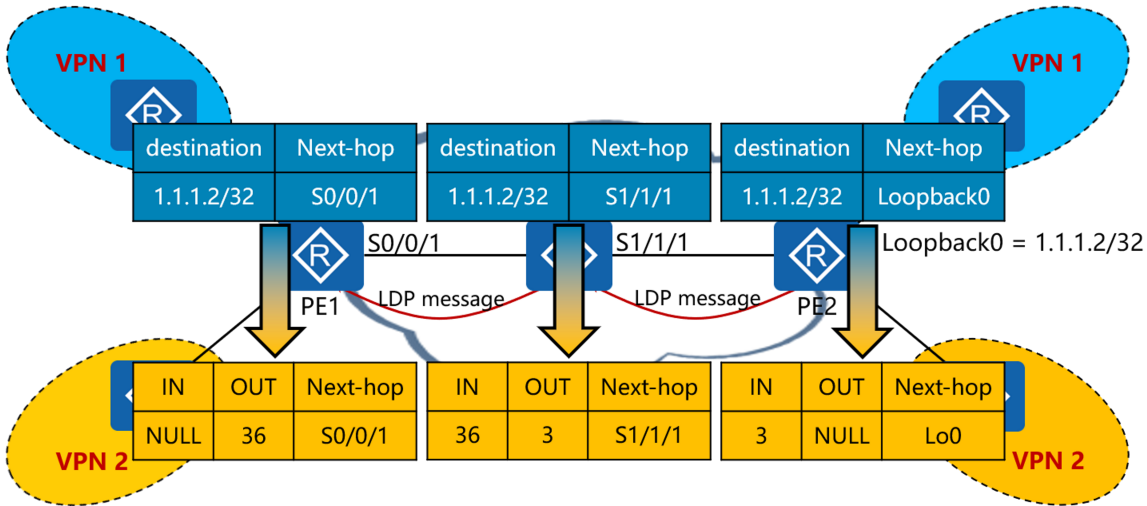 VPN 1
VPN 1
R
R
destination Next-hop
1.1.1.2/32 S0/0/1
destination Next-hop
1.1.1.2/32 S1/1/1
destination Next-hop
1.1.1.2/32 Loopback0
R
S0/0/1
S1/1/1
R
Loopback0 = 1.1.1.2/32
PE1
LDP message
LDP message
PE2
IN OUT Next-hop
NULL 36 S0/0/1
IN OUT Next-hop
36 3 S1/1/1
IN OUT Next-hop
3 NULL Lo0
VPN 2
VPN 2